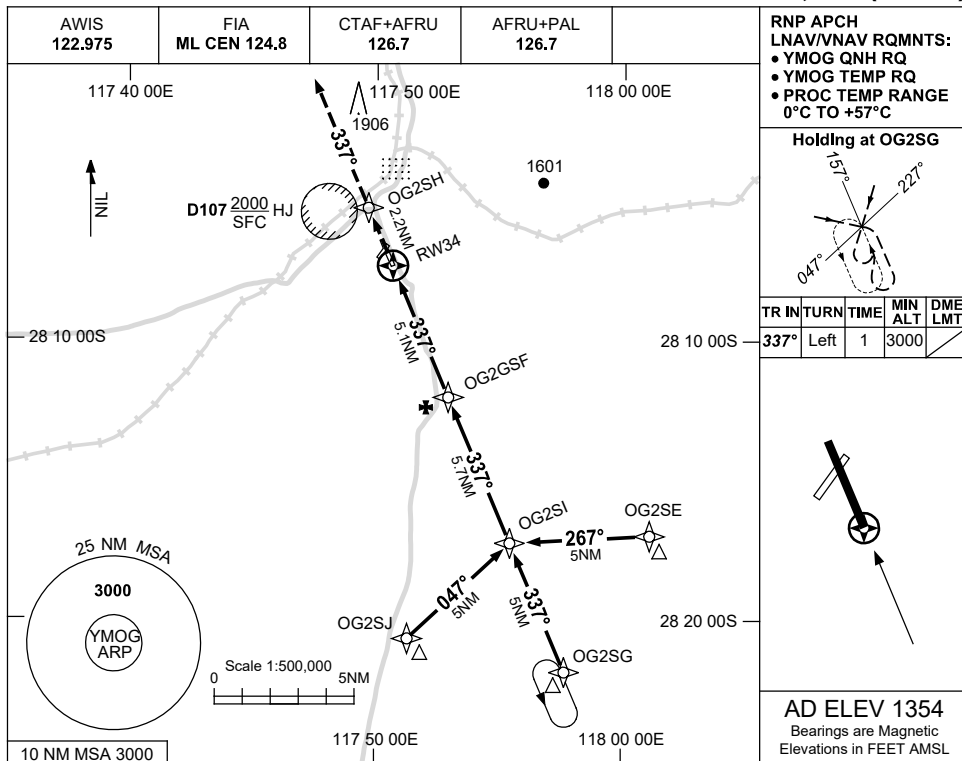 AWIS
122.975
FIA
ML CEN 124.8
CTAF+AFRU
126.7
AFRU+PAL
126.7
RNP APCH
LNAV/VNAV RQMNTS:
• YMOG QNH RQ
• YMOG TEMP RQ
• PROC TEMP RANGE
0°C TO +57°C
117 40 00E
117 50 00E
118 00 00E
337°
1906
1601
NIL
D107 2000 HJ
SFC
OG2SH
2.2NM
RW34
28 10 00S
28 10 00S
337°
5.1NM
OG2GSF
337°
5.7NM
OG2SI
OG2SE
267°
5NM
047°
5NM
337°
5NM
OG2SJ
OG2SG
28 20 00S
25 NM MSA
3000
YMOG
ARP
Scale 1:500,000
0 5NM
10 NM MSA 3000
117 50 00E
118 00 00E
Holding at OG2SG
157°
227°
047°
TR IN TURN TIME MIN ALT DME LMT
337° Left 1 3000
AD ELEV 1354
Bearings are Magnetic
Elevations in FEET AMSL